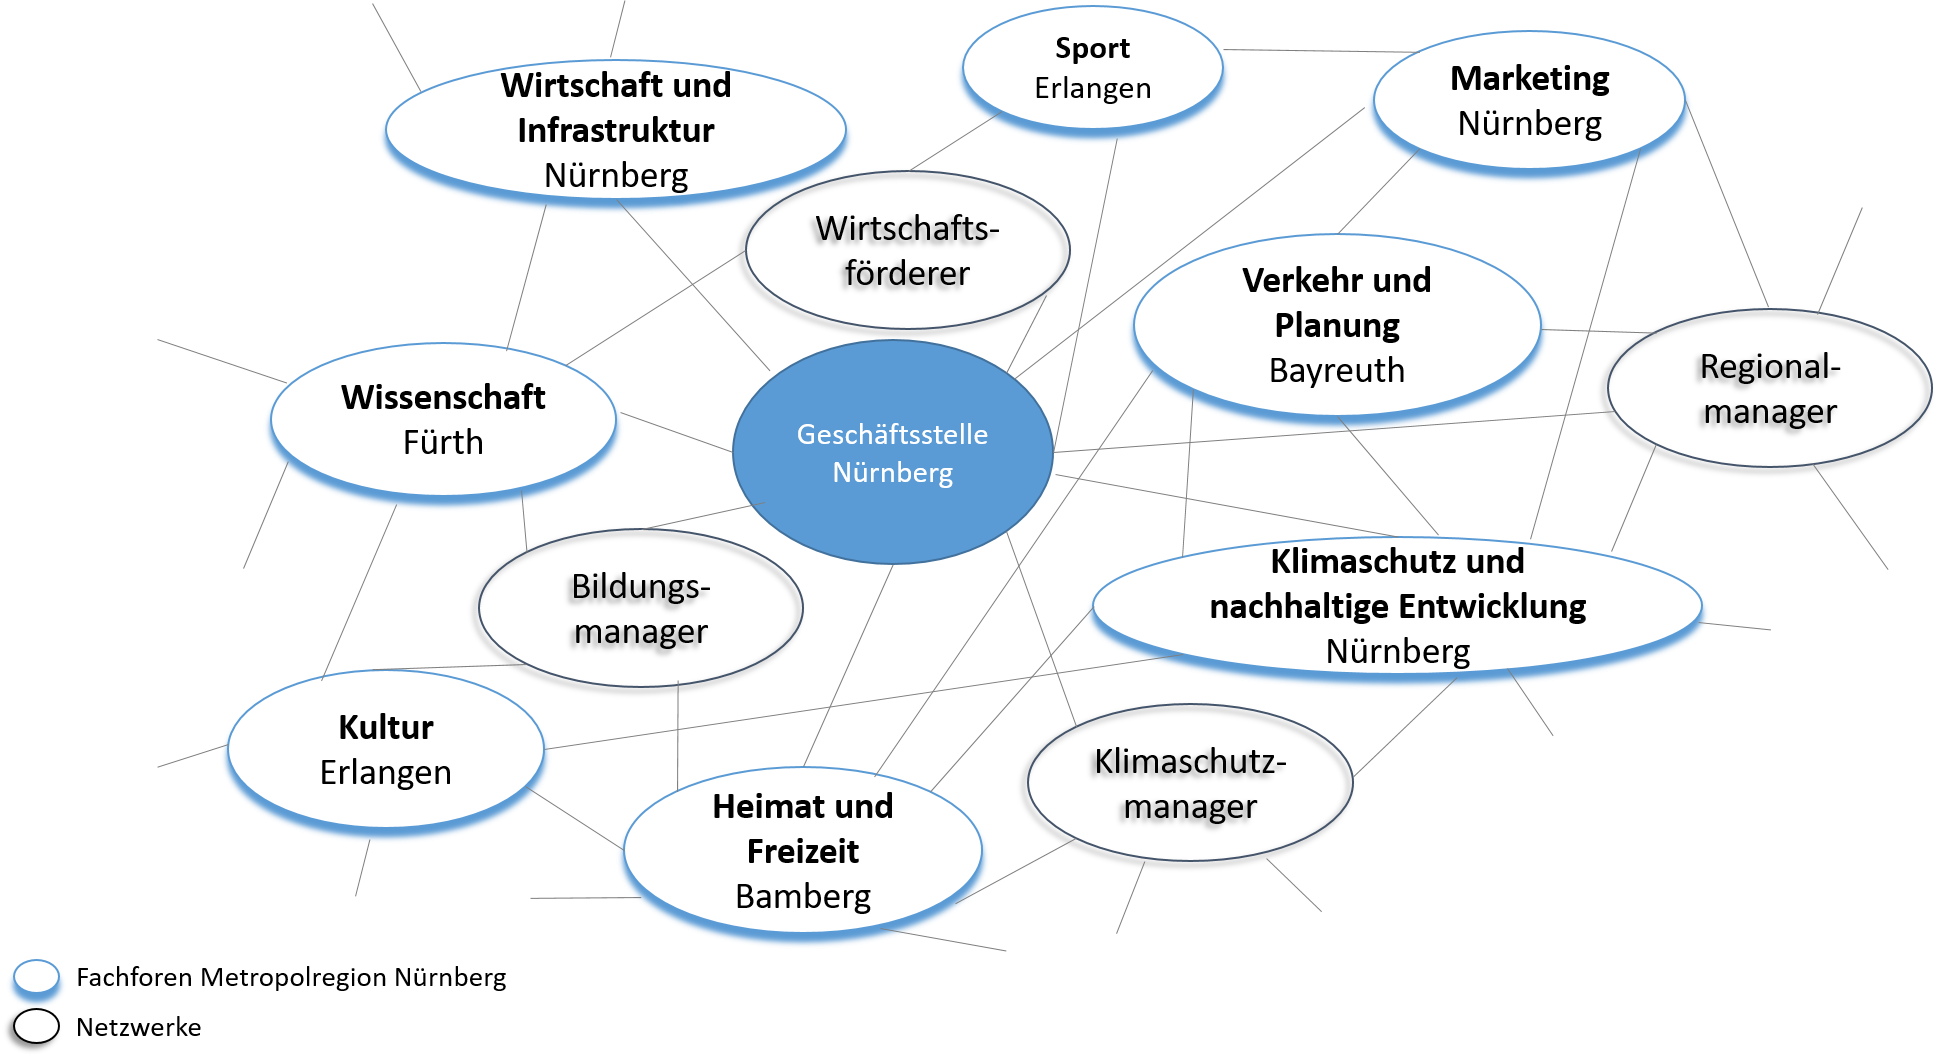 Sport
Erlangen
Marketing
Nürnberg
Wirtschaft und
Infrastruktur
Nürnberg
Wirtschafts-
förderer
Verkehr und
Planung
Bayreuth
Regional-
manager
Wissenschaft
Fürth
Geschäftsstelle
Nürnberg
Bildungs-
manager
Klimaschutz und
nachhaltige Entwicklung
Nürnberg
Kultur
Erlangen
Heimat und
Freizeit
Bamberg
Klimaschutz-
manager
Fachforen Metropolregion Nürnberg
Netzwerke